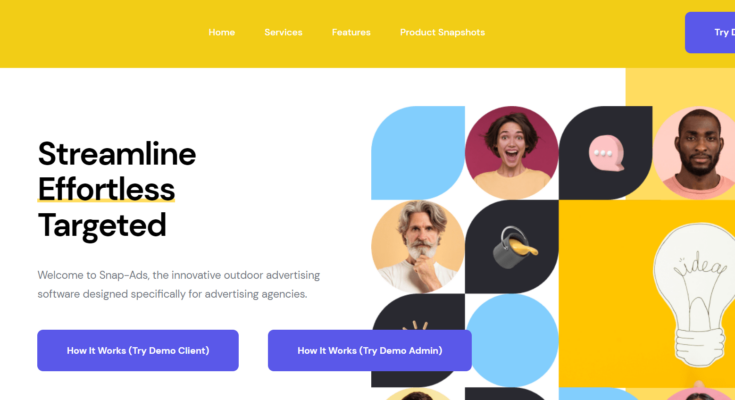 Home Services Features Product Snapshots Try
Streamline
Effortless
Targeted
idea
Welcome to Snap-Ads, the innovative outdoor advertising
software designed specifically for advertising agencies.
How It Works (Try Demo Client) How It Works (Try Demo Admin)